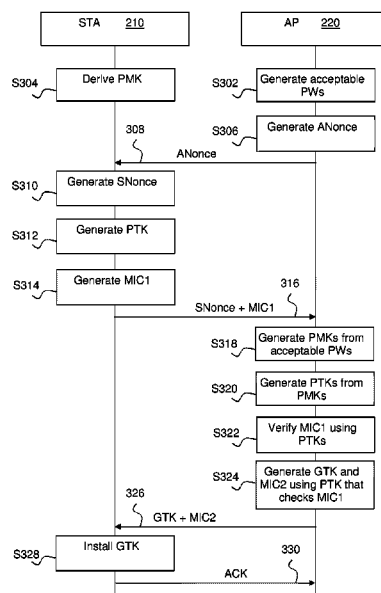 STA 210
AP 220
S304
Derive PMK
S302
Generate acceptable
PWs
S306
Generate ANonce
308
ANonce
S310
Generate SNonce
S312
Generate PTK
S314
Generate MIC1
316
SNonce + MIC1
S318
Generate PMKs from
acceptable PWs
S320
Generate PTKs from
PMKs
S322
Verify MIC1 using
PTKs
S324
Generate GTK and
MIC2 using PTK that
checks MIC1
326
GTK + MIC2
S328
Install GTK
330
ACK